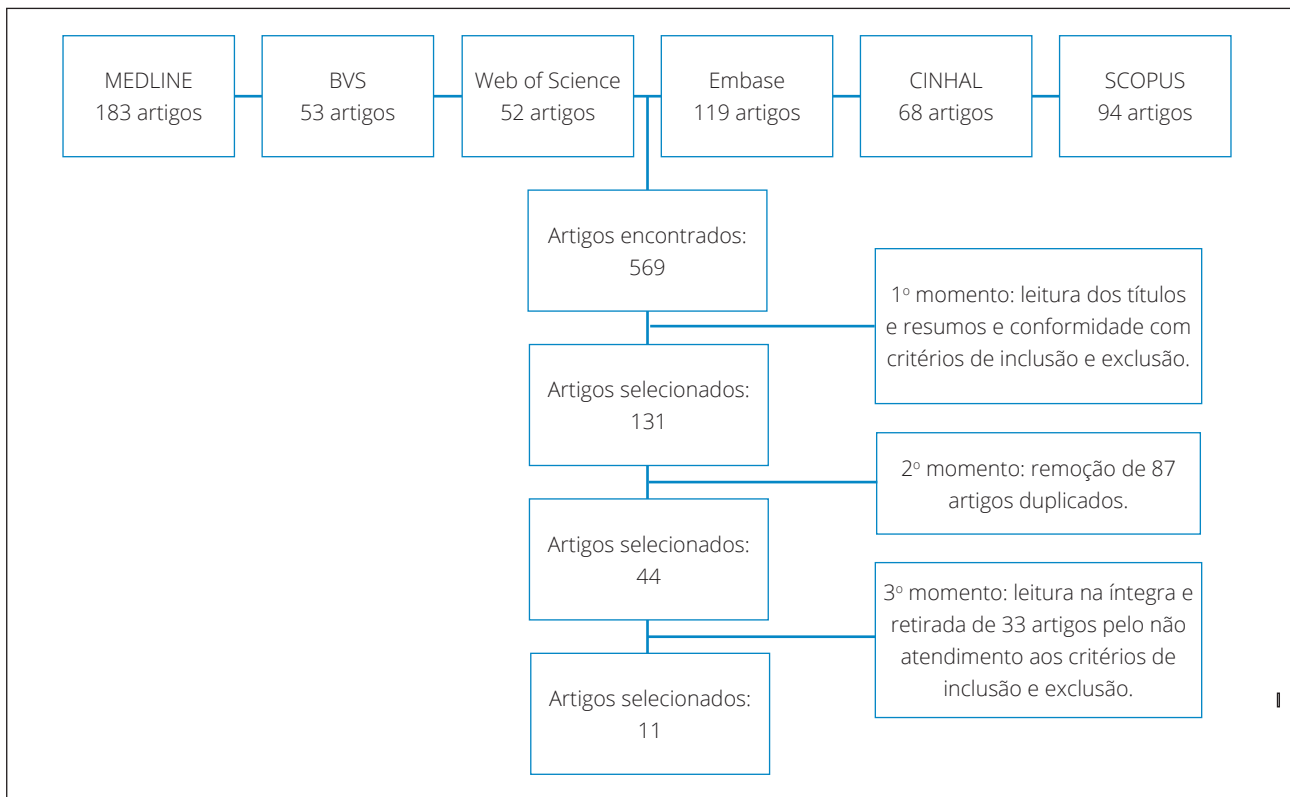 MEDLINE
183 artigos
BVS
53 artigos
Web of Science
52 artigos
Embase
119 artigos
CINHAL
68 artigos
SCOPUS
94 artigos
Artigos encontrados:
569
1º momento: leitura dos títulos
e resumos e conformidade com
critérios de inclusão e exclusão.
Artigos selecionados:
131
2º momento: remoção de 87
artigos duplicados.
Artigos selecionados:
44
3º momento: leitura na íntegra e
retirada de 33 artigos pelo não
atendimento aos critérios de
inclusão e exclusão.
Artigos selecionados:
11